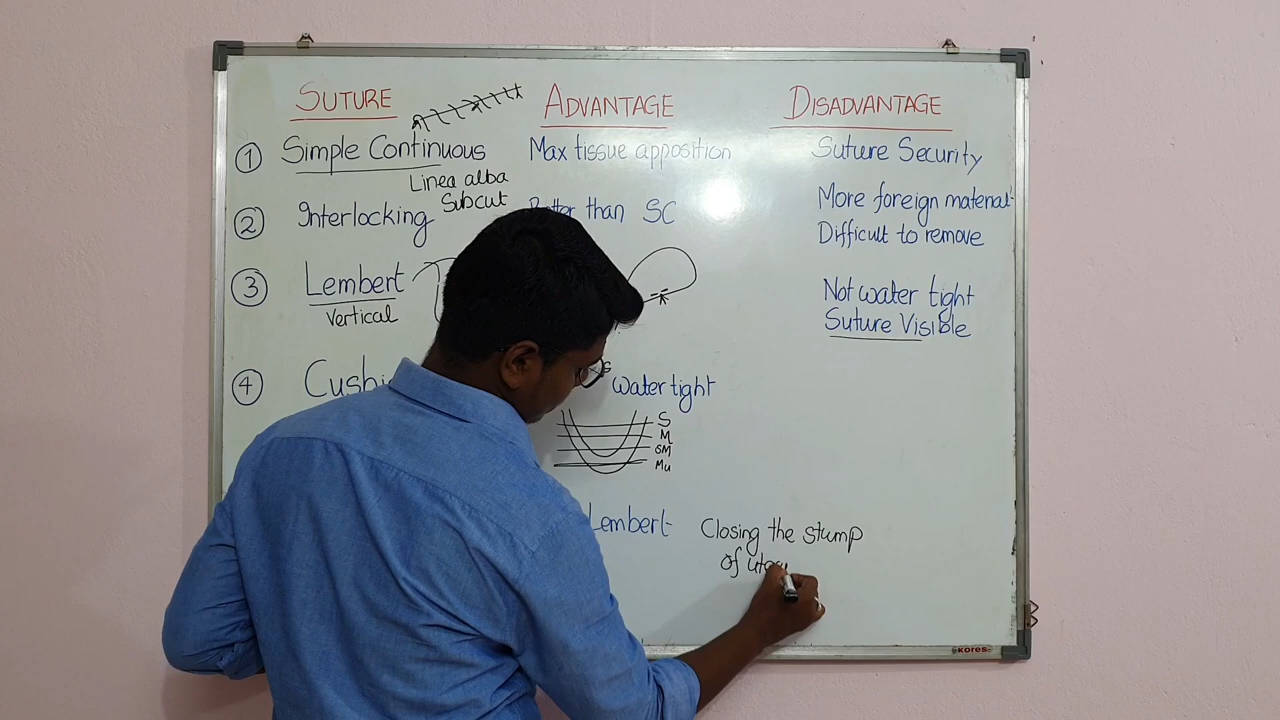 SUTURE ADVANTAGE DISADVANTAGE
1 Simple Continuous Max tissue apposition Suture Security
Linea alba
Subcut
2 Interlocking than SC More foreign material
Difficult to remove
3 Lembert Not water tight
Vertical Suture Visible
4 Water tight
S
M
SM
Mu
Lembert Closing the stump
of
KORES